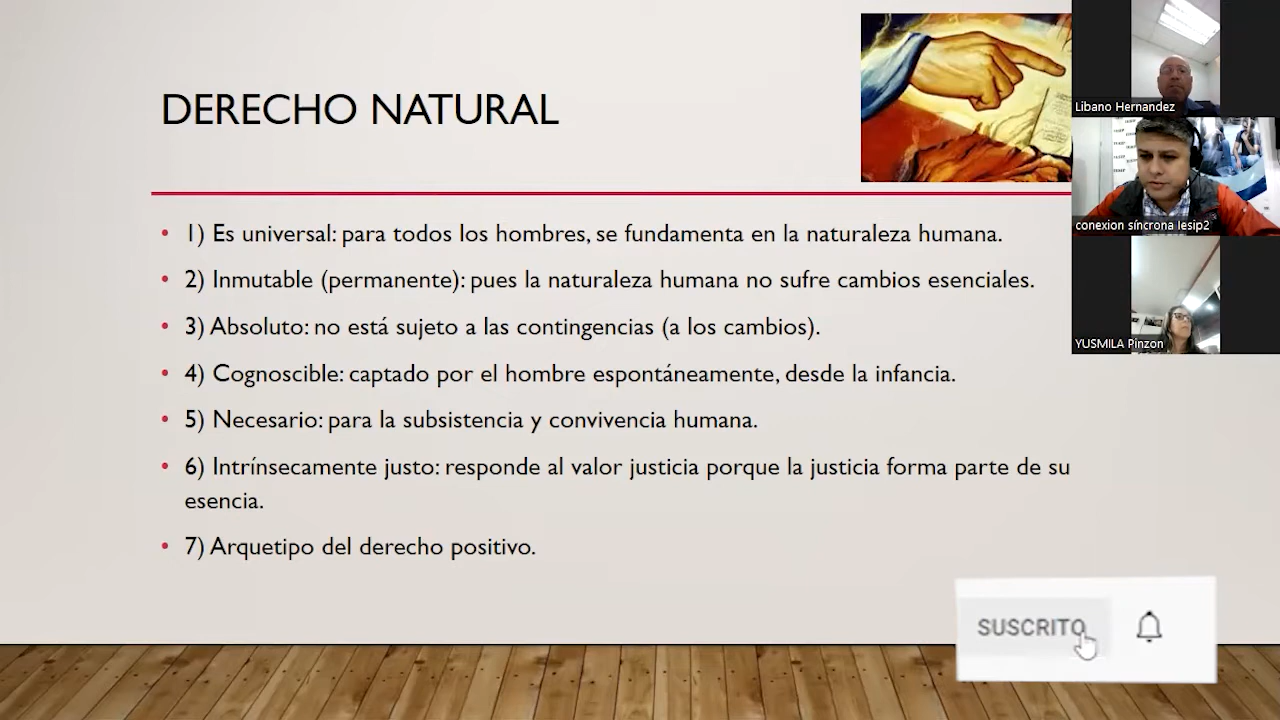 DERECHO NATURAL
• 1) Es universal: para todos los hombres, se fundamenta en la naturaleza humana.
• 2) Inmutable (permanente): pues la naturaleza humana no sufre cambios esenciales.
• 3) Absoluto: no está sujeto a las contingencias (a los cambios).
• 4) Cognoscible: captado por el hombre espontáneamente, desde la infancia.
• 5) Necesario: para la subsistencia y convivencia humana.
• 6) Intrínsecamente justo: responde al valor justicia porque la justicia forma parte de su
esencia.
• 7) Arquetipo del derecho positivo.
Libano Hernandez
conexion síncrona Iesip2
YUSMILA Pinzon
SUSCRITO